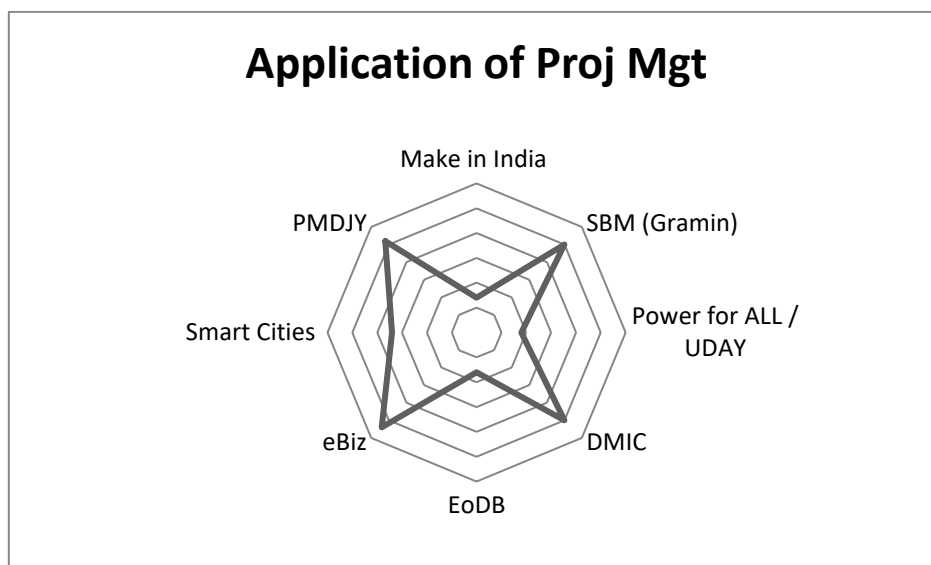 Application of Proj Mgt
Make in India
SBM (Gramin)
Power for ALL /
UDAY
DMIC
EoDB
eBiz
Smart Cities
PMDJY